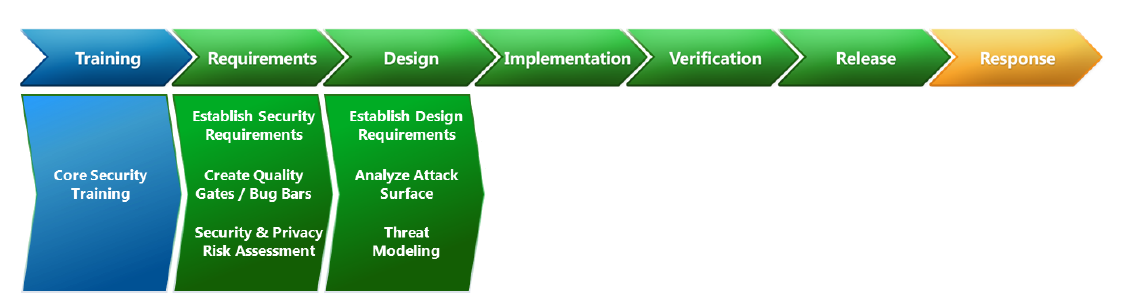 Training
Requirements
Design
Implementation
Verification
Release
Response
Core Security
Training
Establish Security
Requirements
Create Quality
Gates / Bug Bars
Security & Privacy
Risk Assessment
Establish Design
Requirements
Analyze Attack
Surface
Threat
Modeling